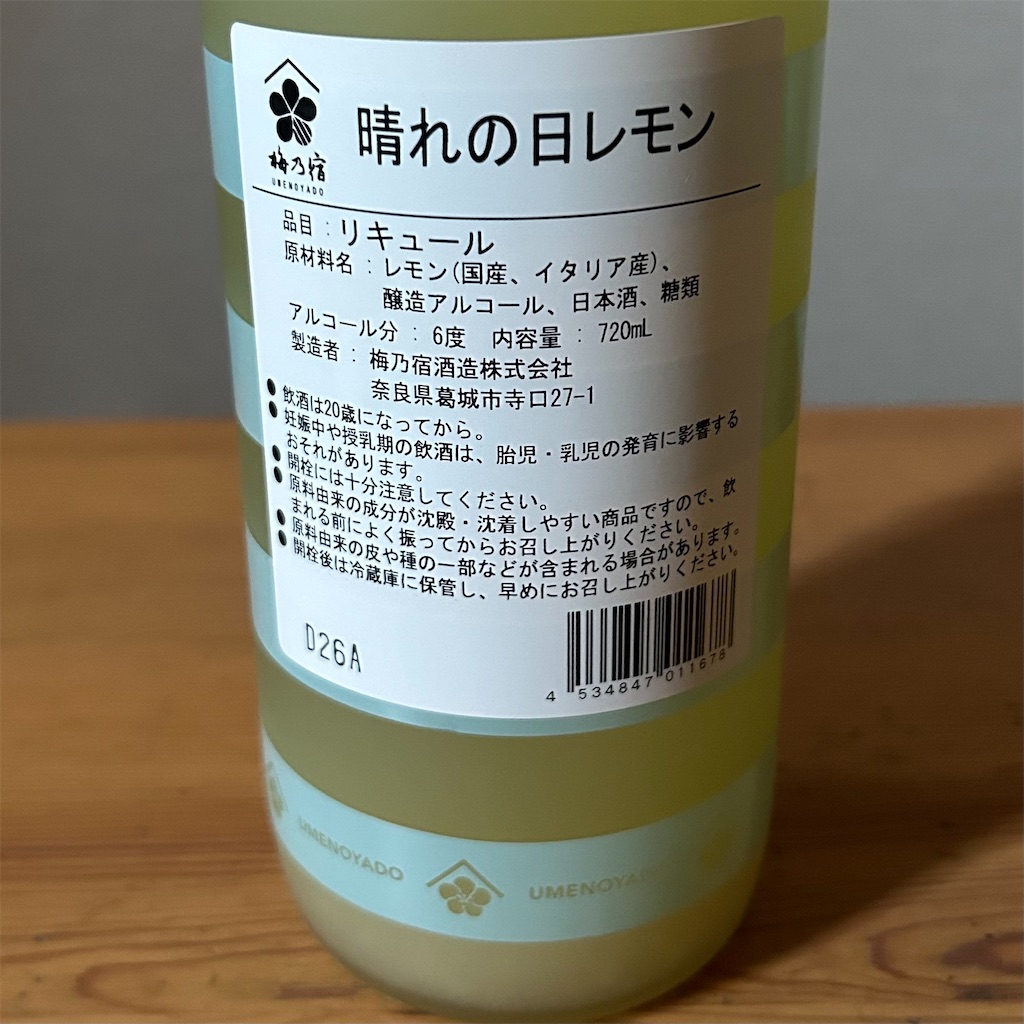 梅乃宿
UMENOYADO
晴れの日レモン
品目：リキュール
原材料名：レモン(国産、イタリア産)、
醸造アルコール、日本酒、糖類
アルコール分：6度 内容量：720mL
製造者：梅乃宿酒造株式会社
奈良県葛城市寺口27-1
●飲酒は20歳になってから。
●妊娠中や授乳期の飲酒は、胎児・乳児の発育に影響する
おそれがあります。
●開栓には十分注意してください。
●原料由来の成分が沈殿・沈着しやすい商品ですので、飲
まれる前によく振ってからお召し上がりください。
●原料由来の皮や種の一部などが含まれる場合があります。
●開栓後は冷蔵庫に保管し、早めにお召し上がりください。
D26A
4 534847 011678
UMENOYADO
UMENOYADO